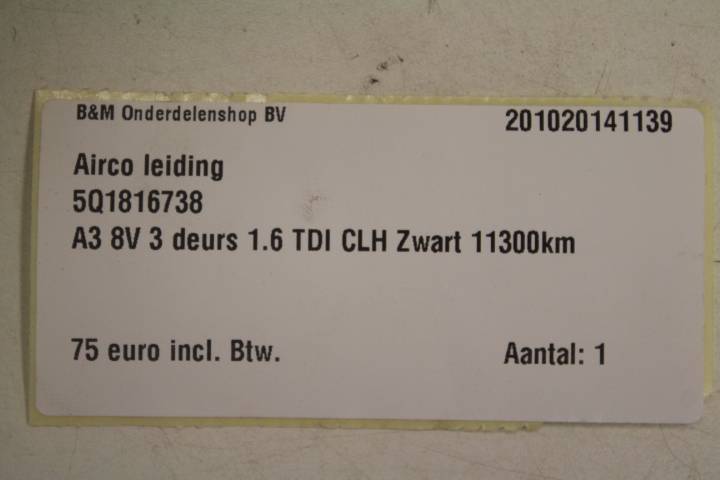 B&M Onderdelenshop BV 201020141139
Airco leiding
5Q1816738
A3 8V 3 deurs 1.6 TDI CLH Zwart 11300km
75 euro incl. Btw. Aantal: 1